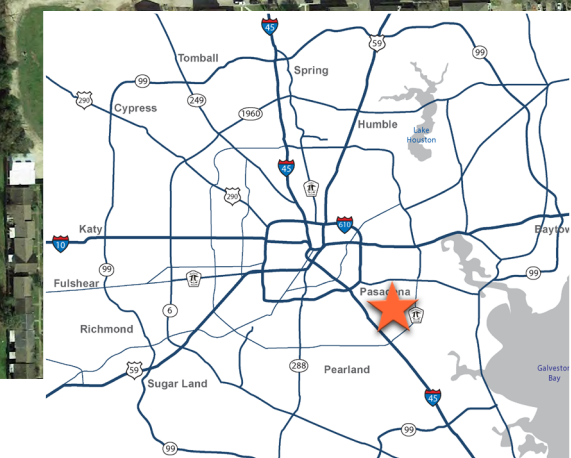 45
59
Tomball
99
Spring
99
290
249
Cypress
1960
Humble
Lake
Houston
45
290
610
Katy
Baytow
10
99
99
Fulshear
Pasadena
6
Richmond
59
288
Pearland
Galveston
Bay
Sugar Land
45
99
99